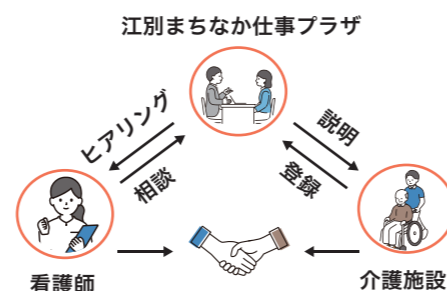 江別まちなか仕事プラザ
ヒアリング
相談
説明
登録
看護師
介護施設